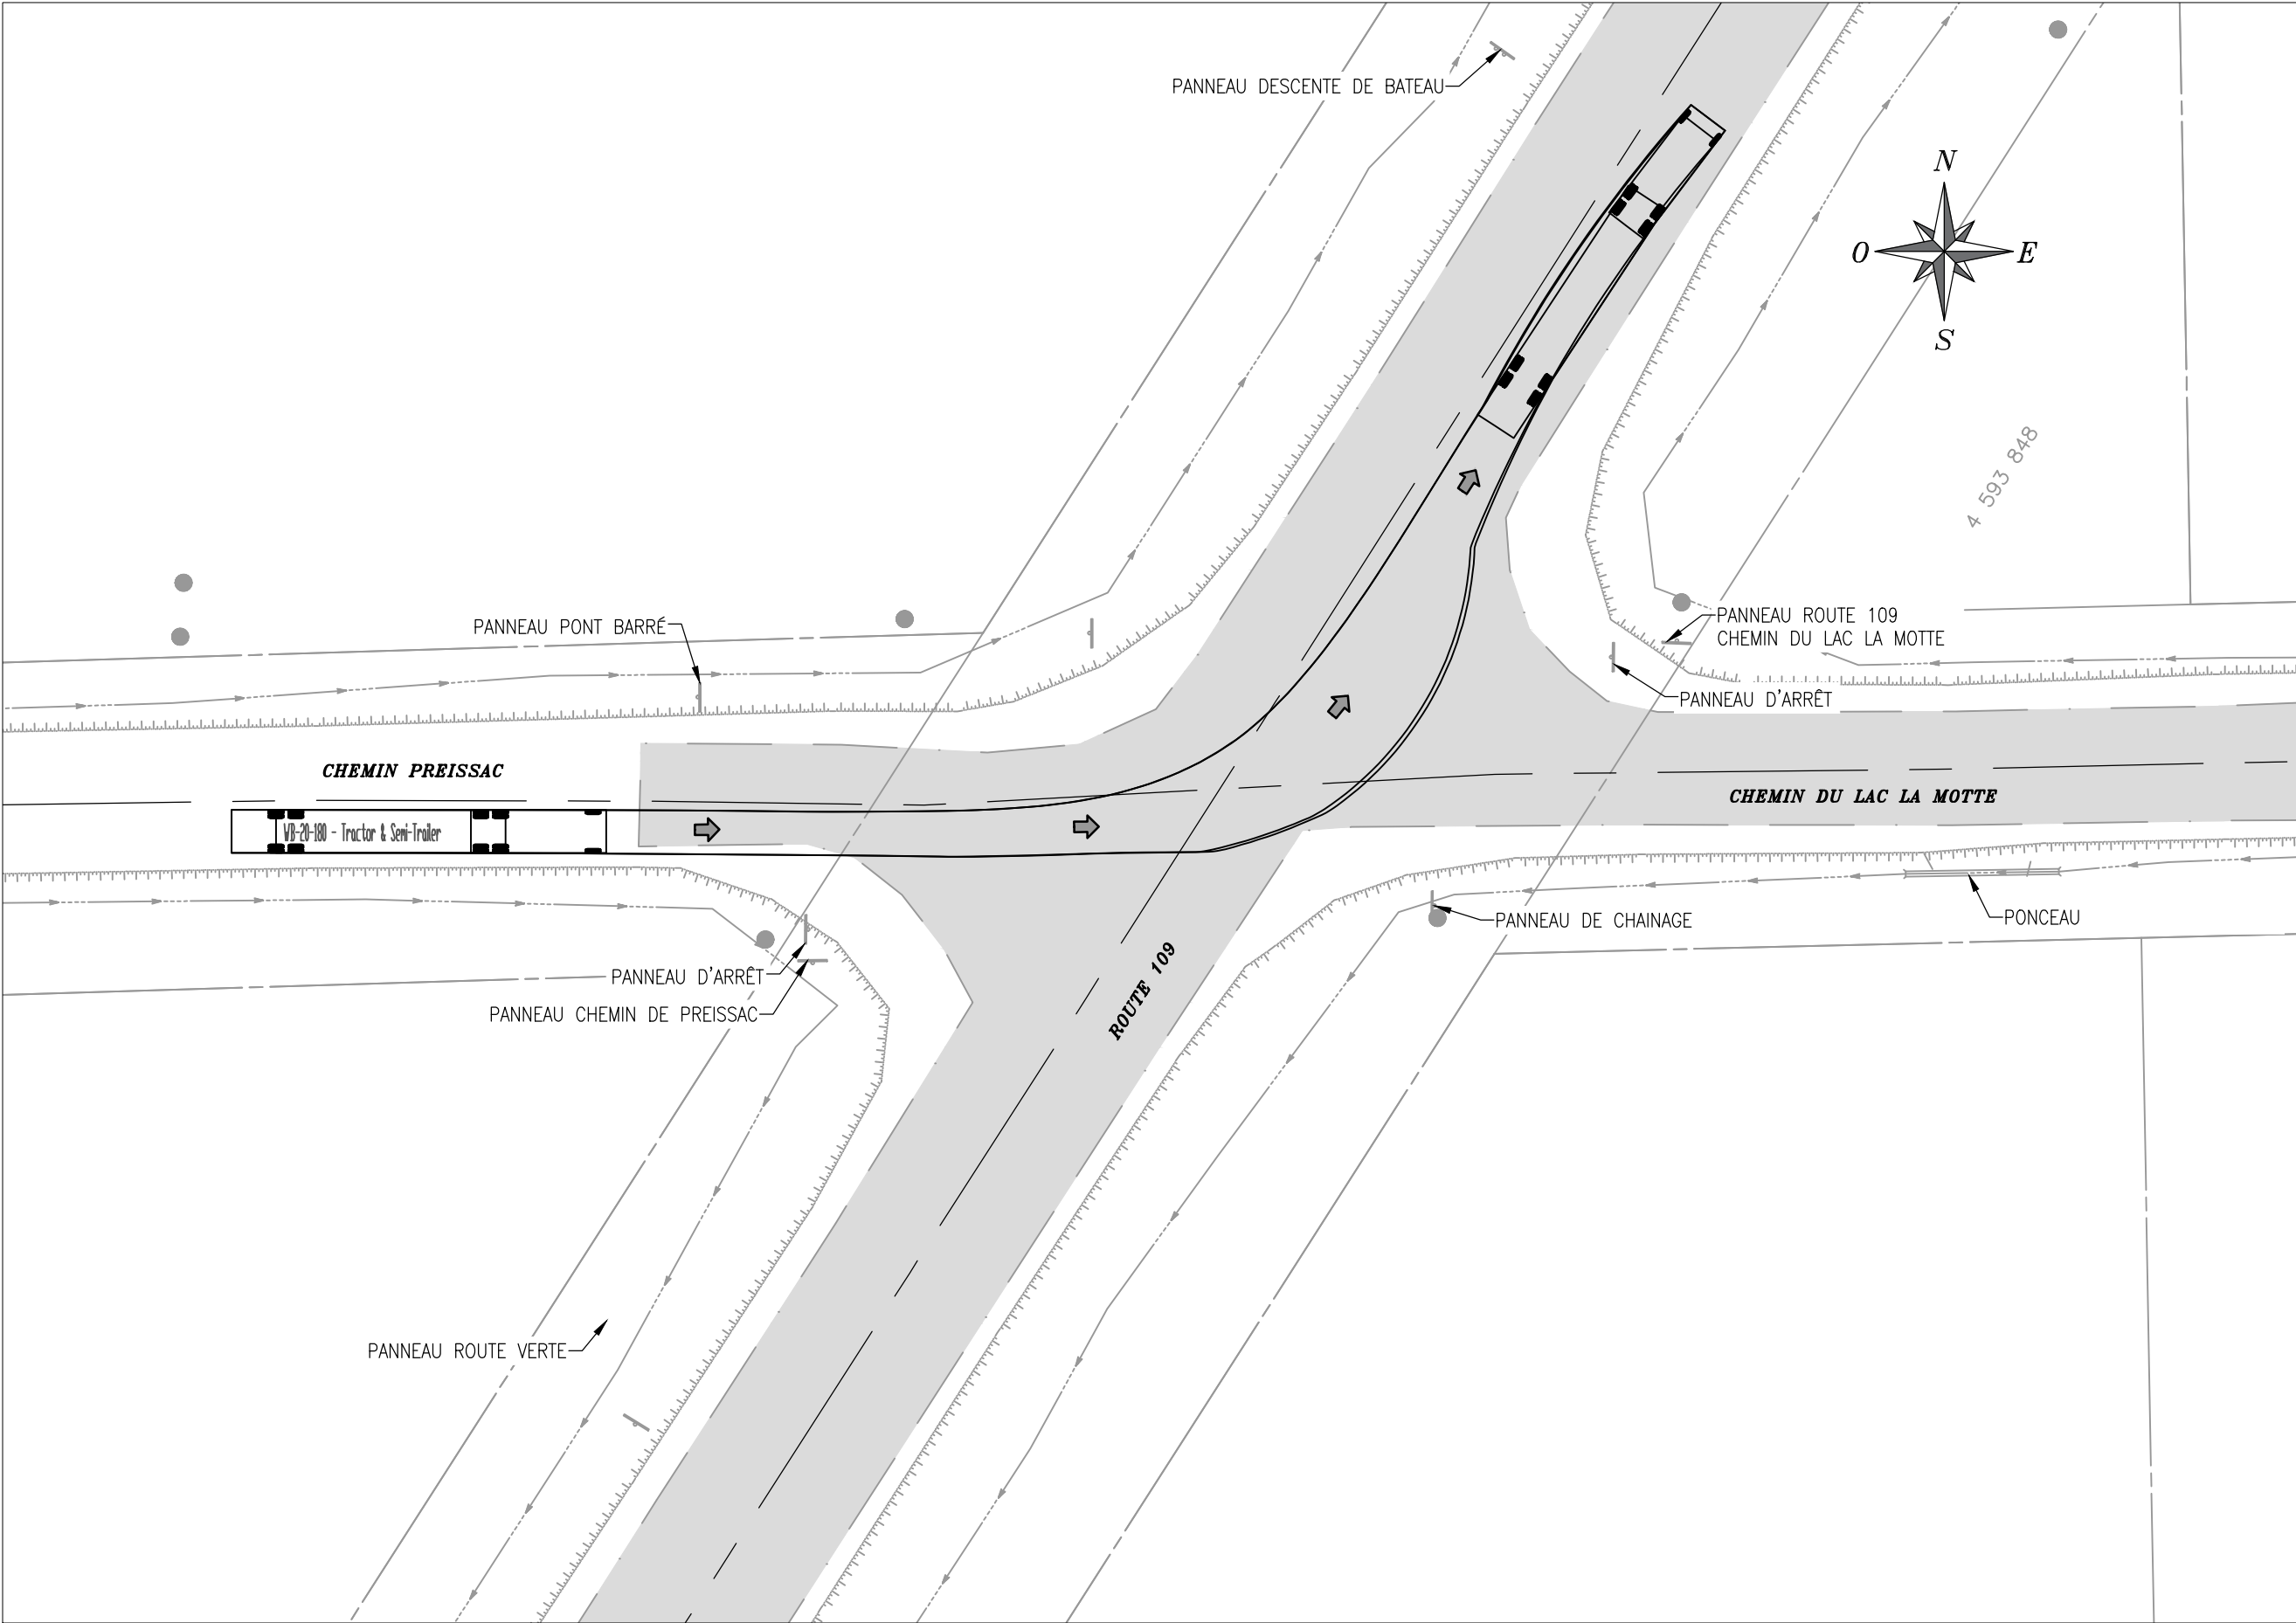 PANNEAU DESCENTE DE BATEAU
N
O
E
S
4 593 848
PANNEAU PONT BARRÉ
PANNEAU ROUTE 109
CHEMIN DU LAC LA MOTTE
PANNEAU D'ARRÊT
CHEMIN PREISSAC
CHEMIN DU LAC LA MOTTE
WB-20-180 - Tractor & Semi-Trailer
PANNEAU DE CHAINAGE
PONCEAU
PANNEAU D'ARRÊT
PANNEAU CHEMIN DE PREISSAC
ROUTE 109
PANNEAU ROUTE VERTE